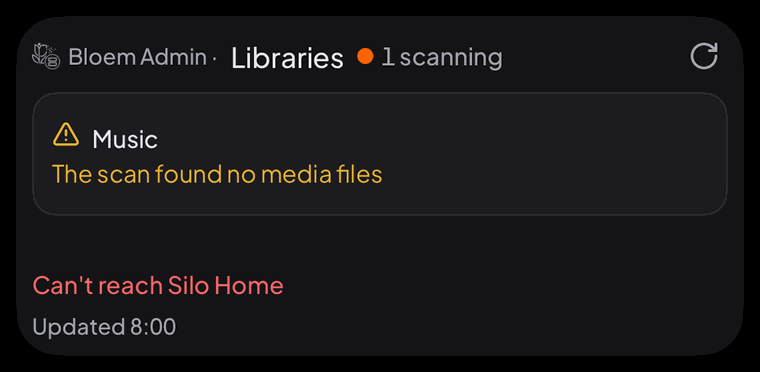 Bloem Admin · Libraries 1 scanning
Music
The scan found no media files
Can't reach Silo Home
Updated 8:00